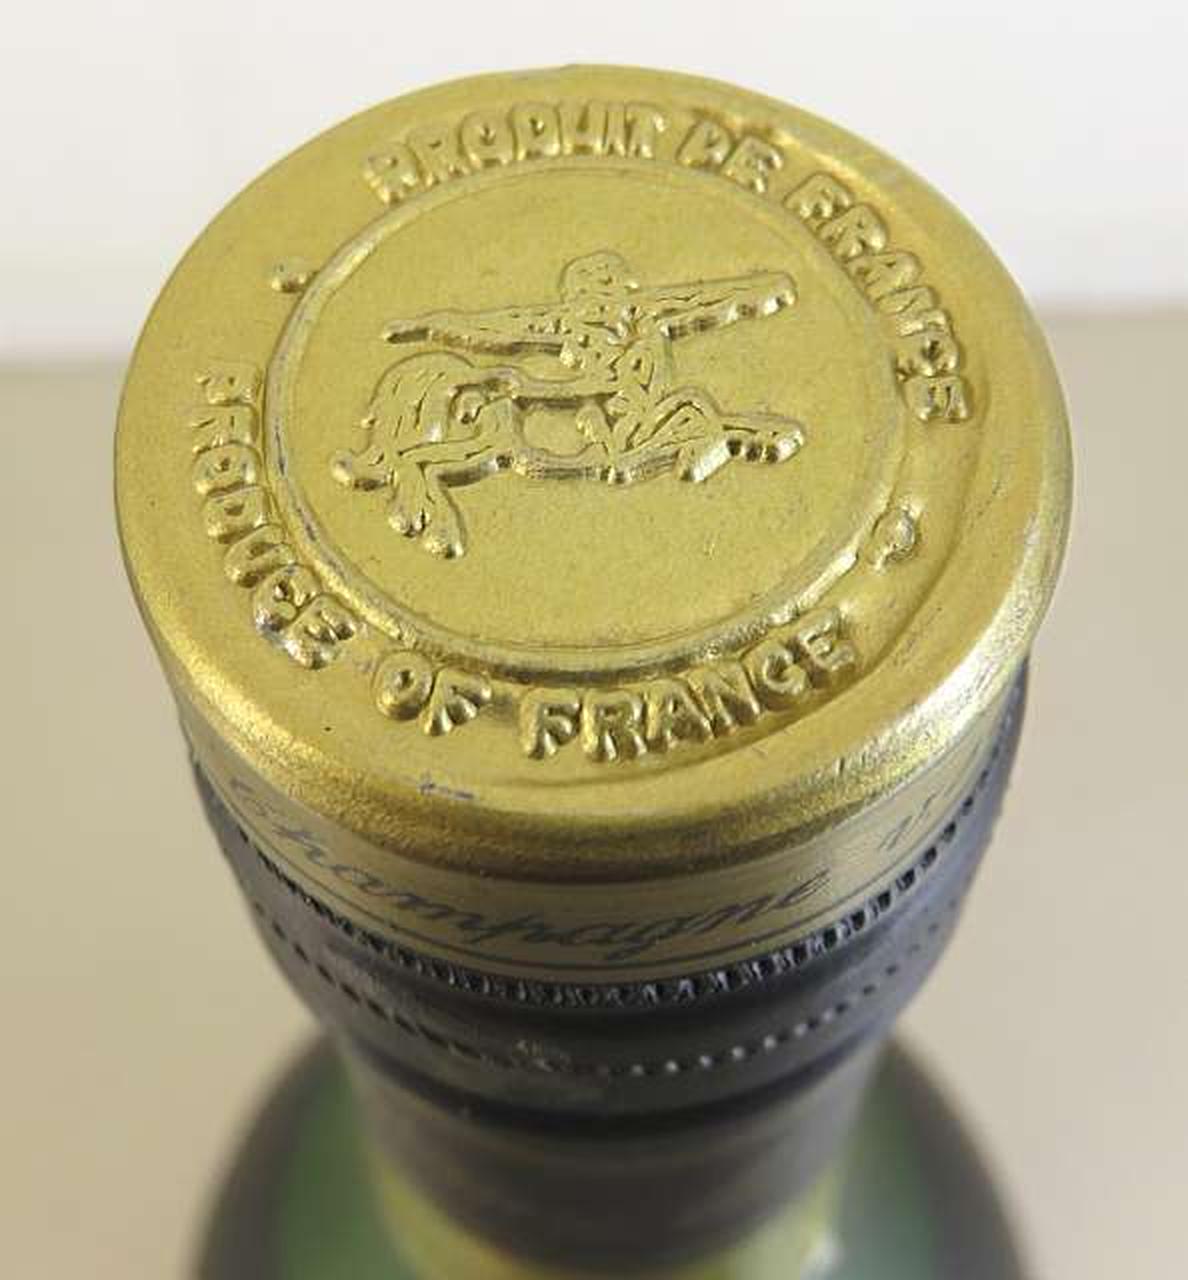 PRODUIT DE FRANCE
PRODUCE OF FRANCE
Champagne